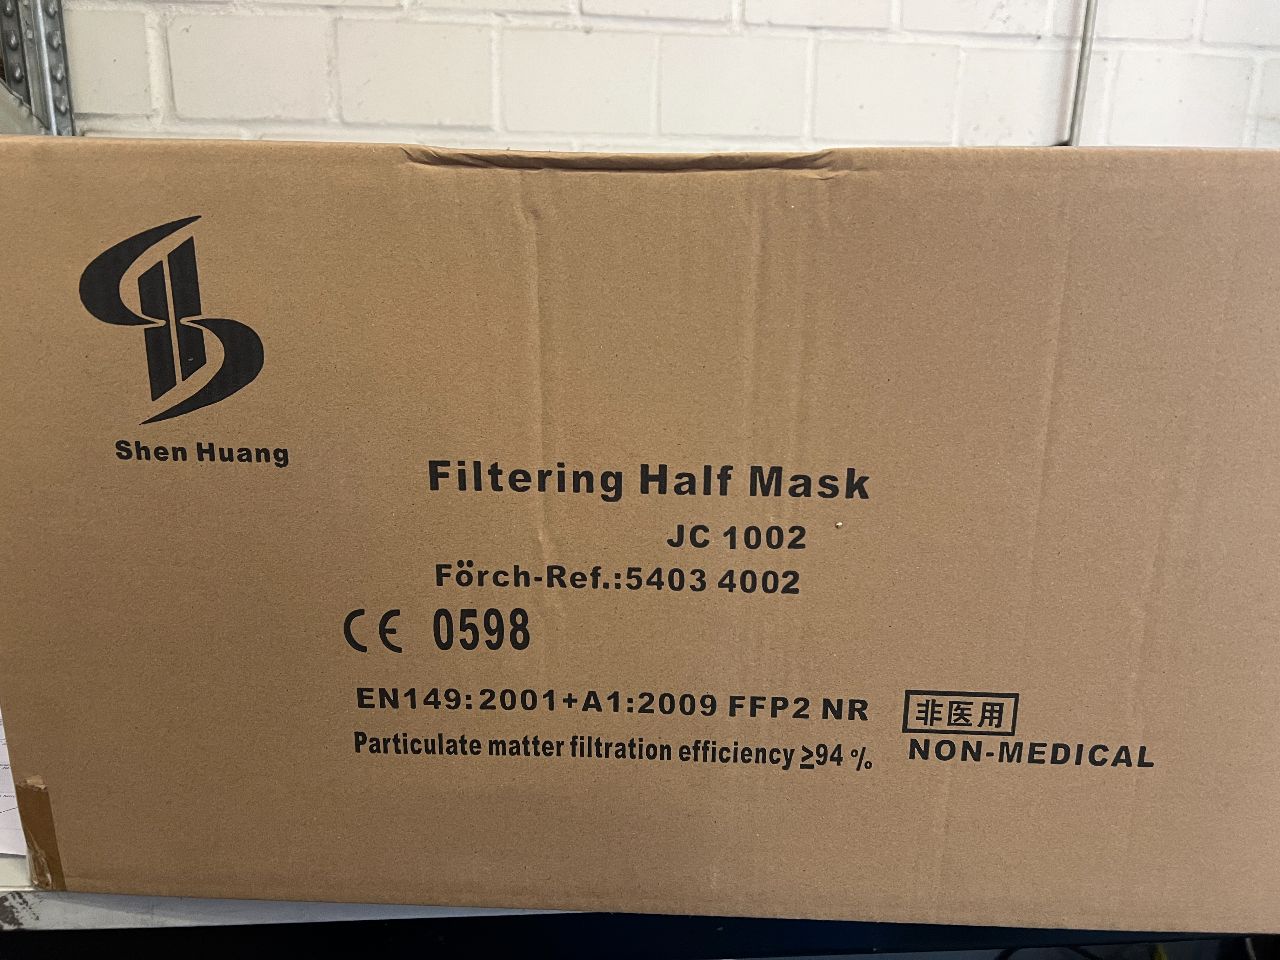 Shen Huang
Filtering Half Mask
JC 1002
Förch-Ref.:5403 4002
CE 0598
EN149:2001+A1:2009 FFP2 NR
非医用
Particulate matter filtration efficiency ≥94 %
NON-MEDICAL